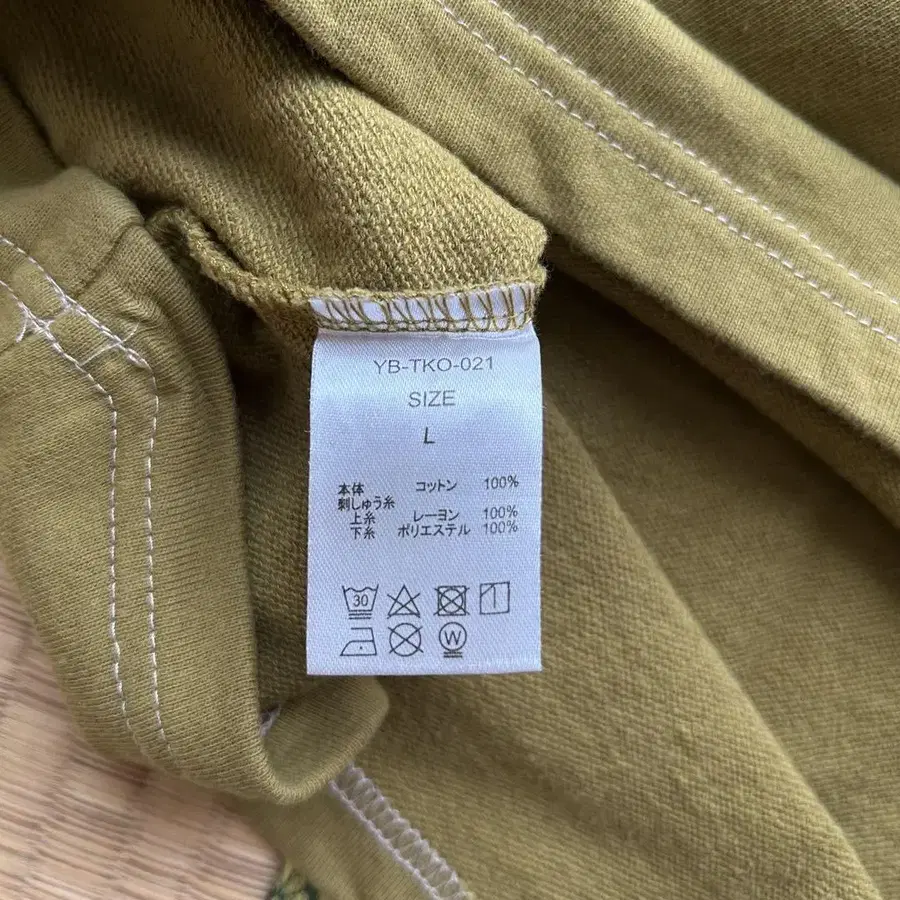 YB-TKO-021
SIZE
L
本体 コットン 100%
刺しゅう糸
上糸 レーヨン 100%
下糸 ポリエステル 100%
30
W